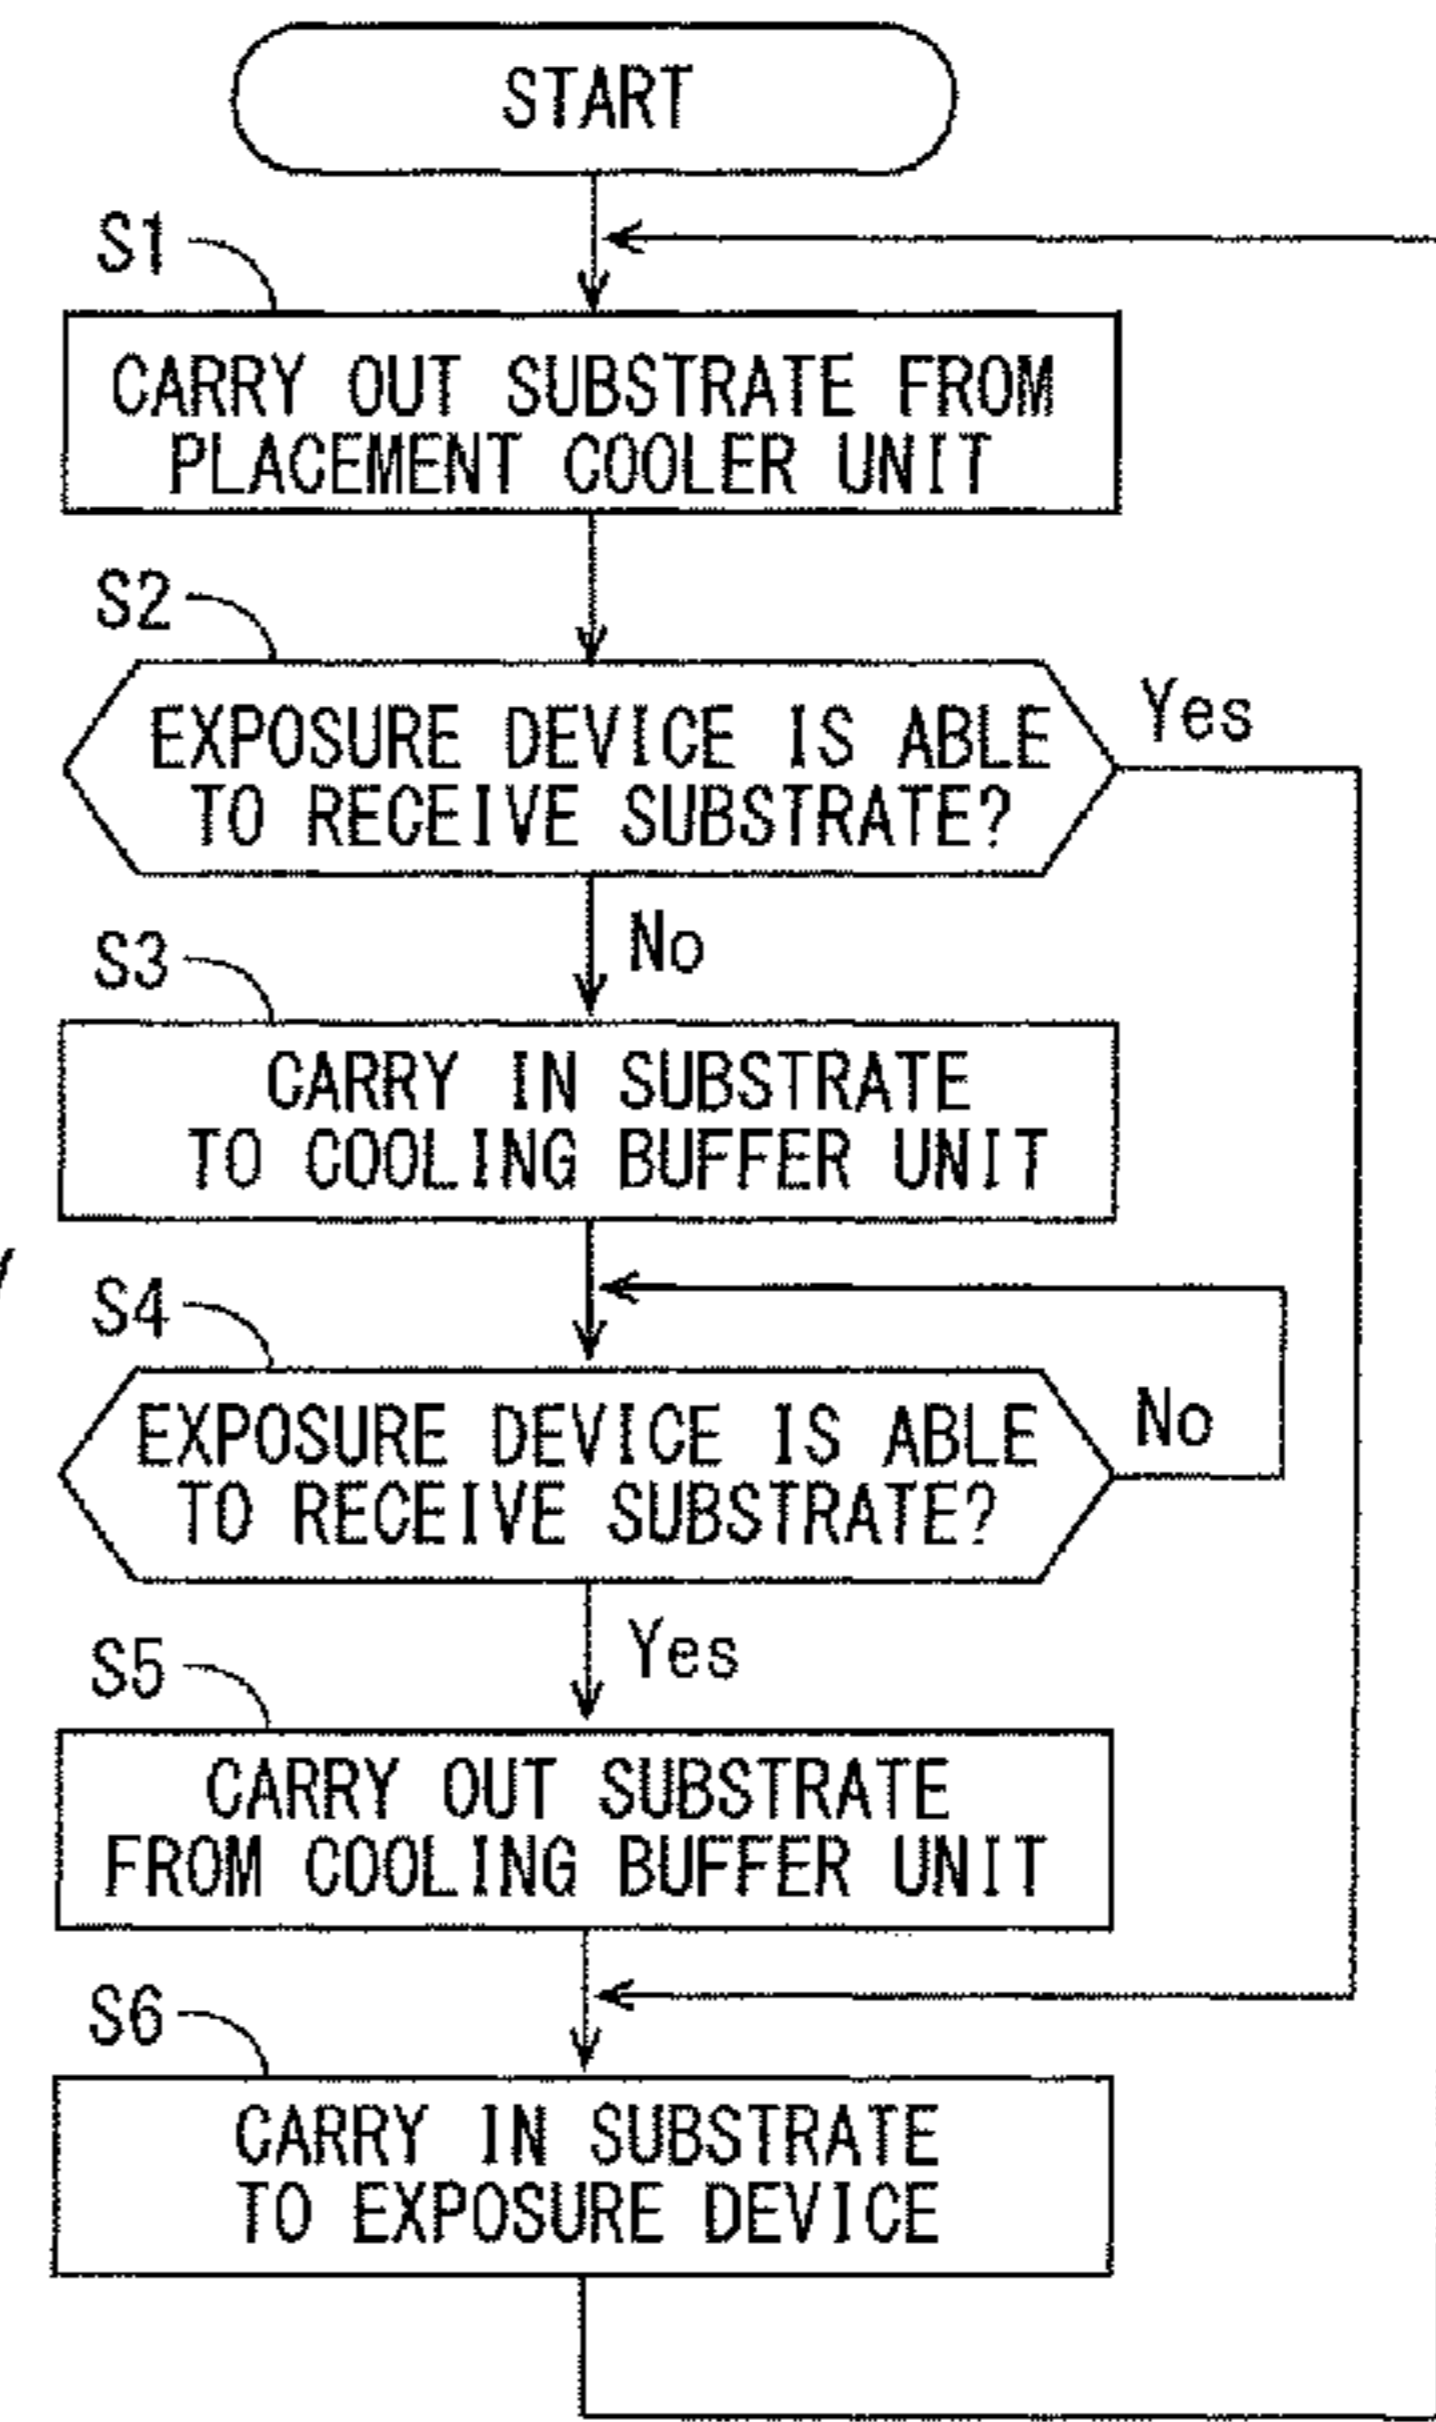 START
S1
CARRY OUT SUBSTRATE FROM
PLACEMENT COOLER UNIT
S2
EXPOSURE DEVICE IS ABLE
TO RECEIVE SUBSTRATE?
Yes
No
S3
CARRY IN SUBSTRATE
TO COOLING BUFFER UNIT
S4
EXPOSURE DEVICE IS ABLE
TO RECEIVE SUBSTRATE?
No
Yes
S5
CARRY OUT SUBSTRATE
FROM COOLING BUFFER UNIT
S6
CARRY IN SUBSTRATE
TO EXPOSURE DEVICE